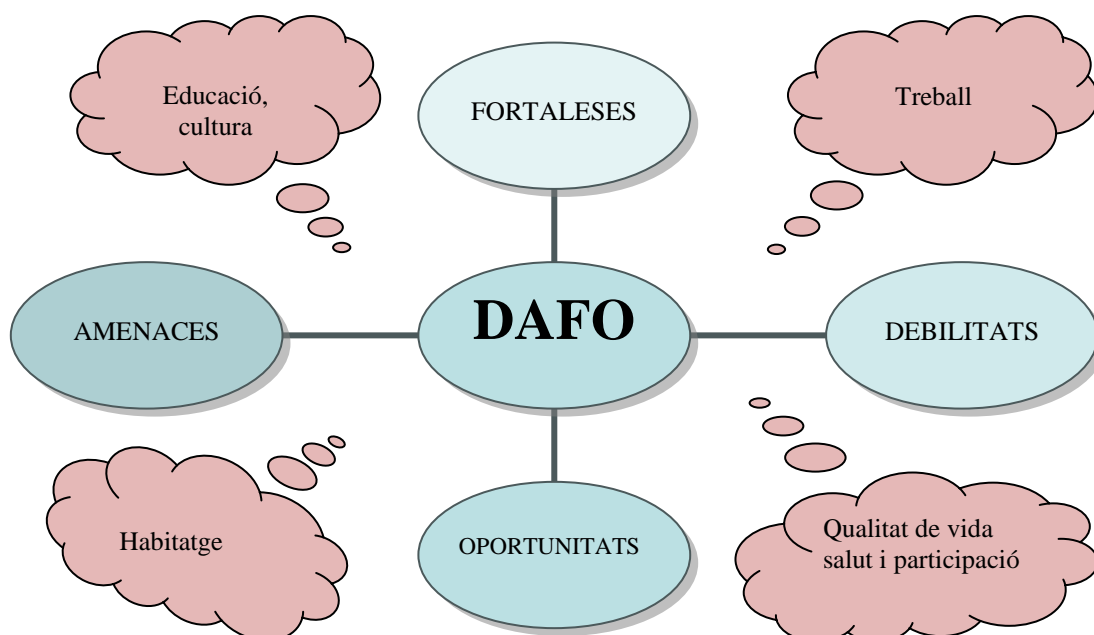 Educació,
cultura
FORTALESES
Treball
AMENACES
DAFO
DEBILITATS
Habitatge
OPORTUNITATS
Qualitat de vida
salut i participació